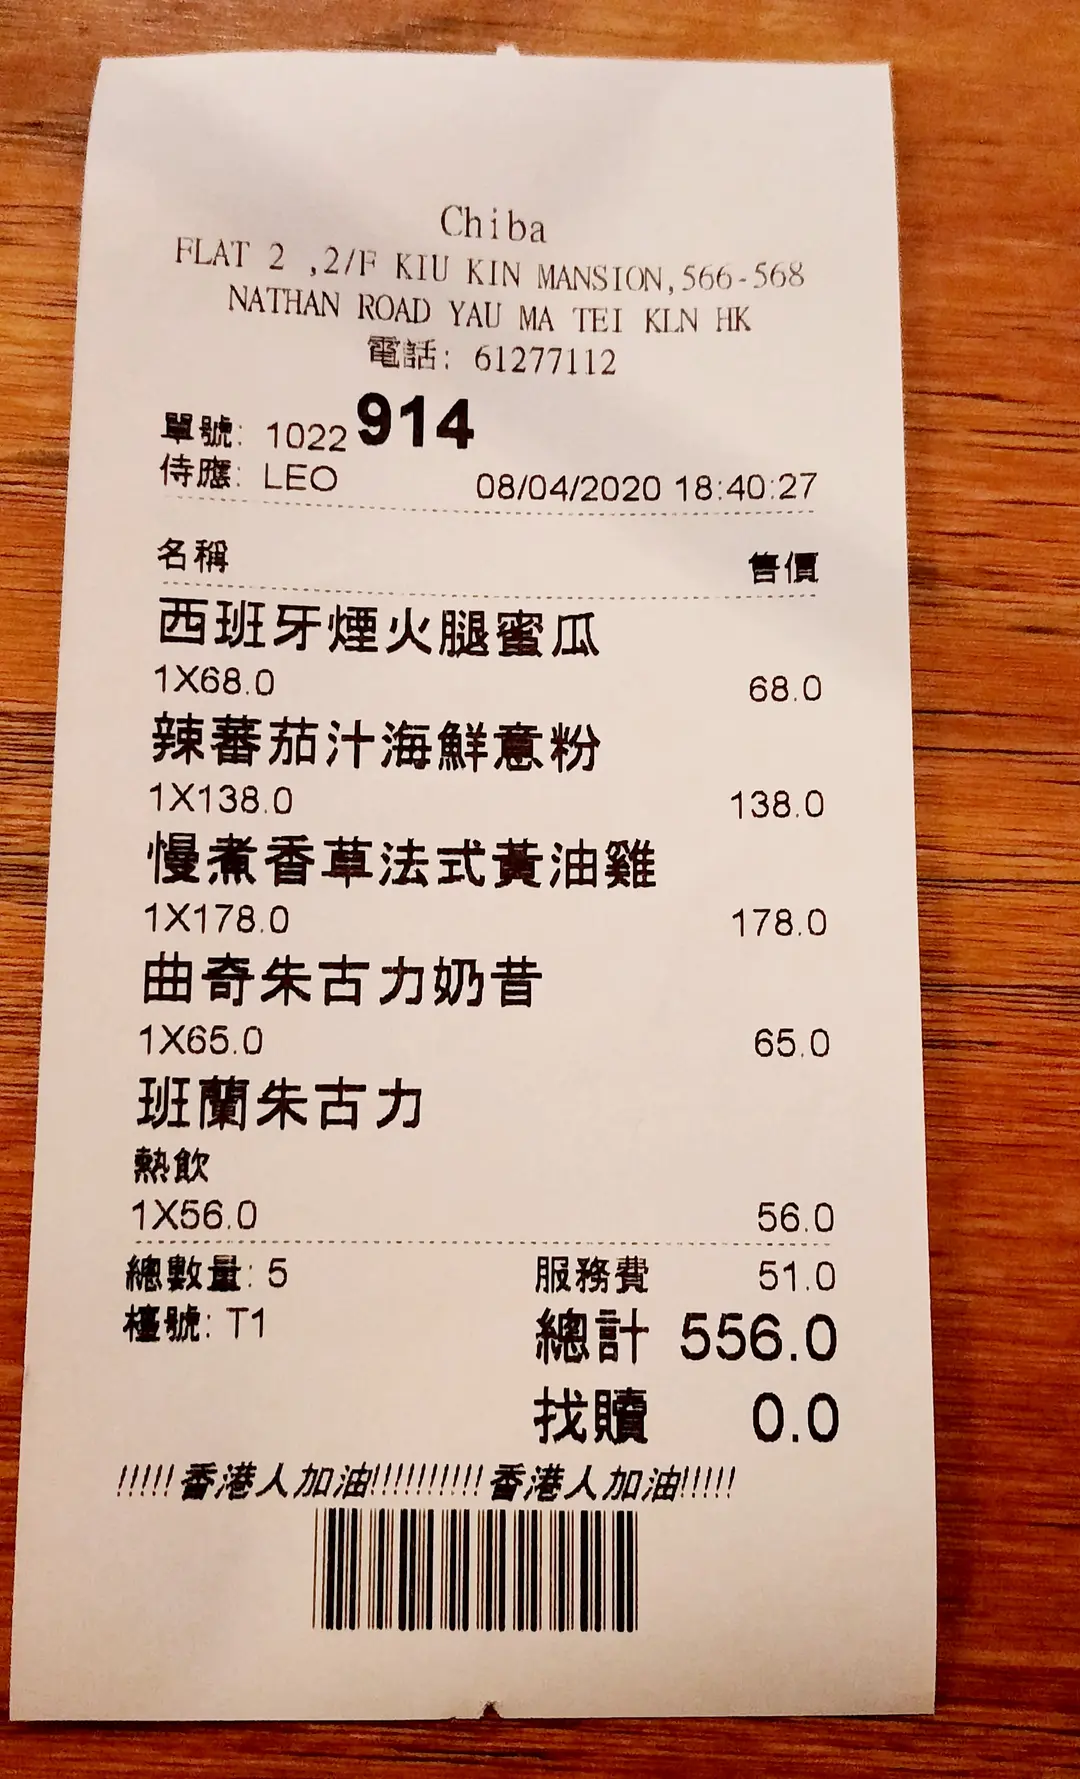 Chiba
FLAT 2 ,2/F KIU KIN MANSION,566-568
NATHAN ROAD YAU MA TEI KLN HK
電話: 61277112
單號: 1022 914
侍應: LEO 08/04/2020 18:40:27
名稱 售價
西班牙煙火腿蜜瓜
1X68.0 68.0
辣蕃茄汁海鮮意粉
1X138.0 138.0
慢煮香草法式黃油雞
1X178.0 178.0
曲奇朱古力奶昔
1X65.0 65.0
班蘭朱古力
熱飲
1X56.0 56.0
總數量: 5 服務費 51.0
檯號: T1 總計 556.0
找贖 0.0
!!!!!香港人加油!!!!!!!!!!香港人加油!!!!!